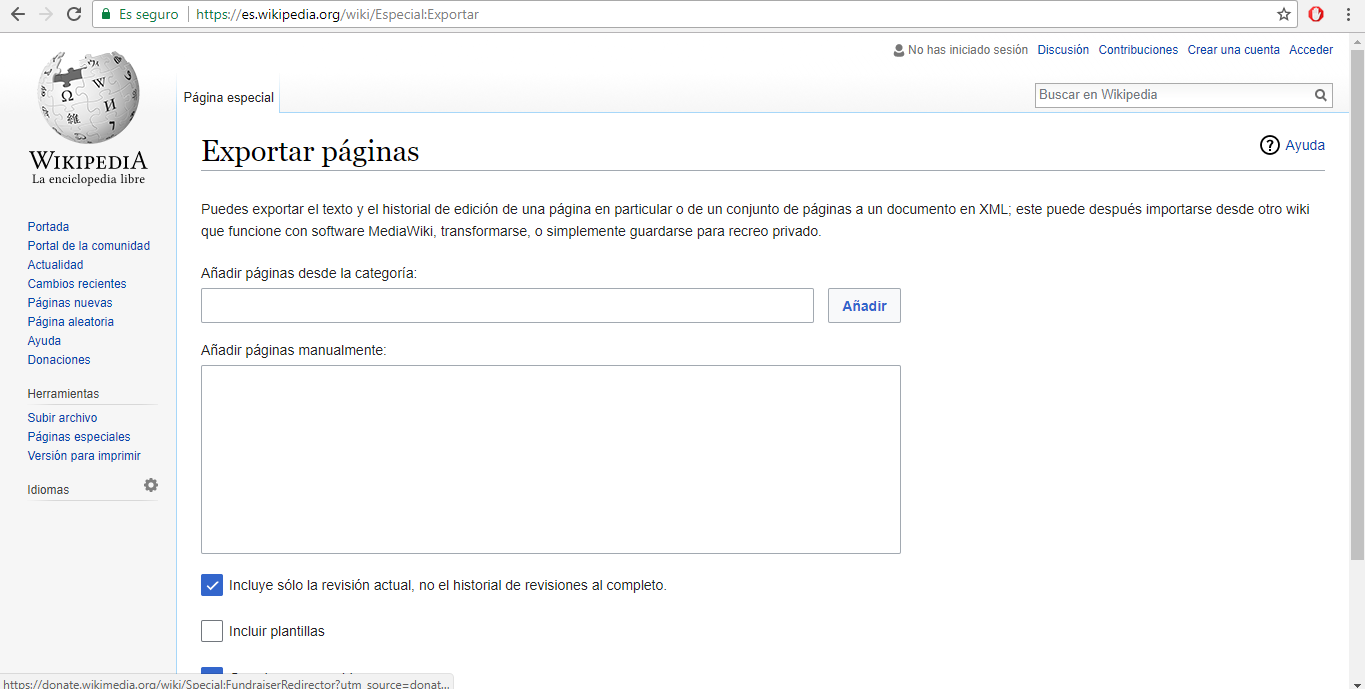 Es seguro https://es.wikipedia.org/wiki/Especial:Exportar
No has iniciado sesión Discusión Contribuciones Crear una cuenta Acceder
Página especial
Buscar en Wikipedia
WIKIPEDIA
La enciclopedia libre
Portada
Portal de la comunidad
Actualidad
Cambios recientes
Páginas nuevas
Página aleatoria
Ayuda
Donaciones
Herramientas
Subir archivo
Páginas especiales
Versión para imprimir
Idiomas
Exportar páginas
Ayuda
Puedes exportar el texto y el historial de edición de una página en particular o de un conjunto de páginas a un documento en XML; este puede después importarse desde otro wiki
que funcione con software MediaWiki, transformarse, o simplemente guardarse para recreo privado.
Añadir páginas desde la categoría:
Añadir
Añadir páginas manualmente:
Incluye sólo la revisión actual, no el historial de revisiones al completo.
Incluir plantillas
https://donate.wikimedia.org/wiki/Special:FundraiserRedirector?utm_source=donat...